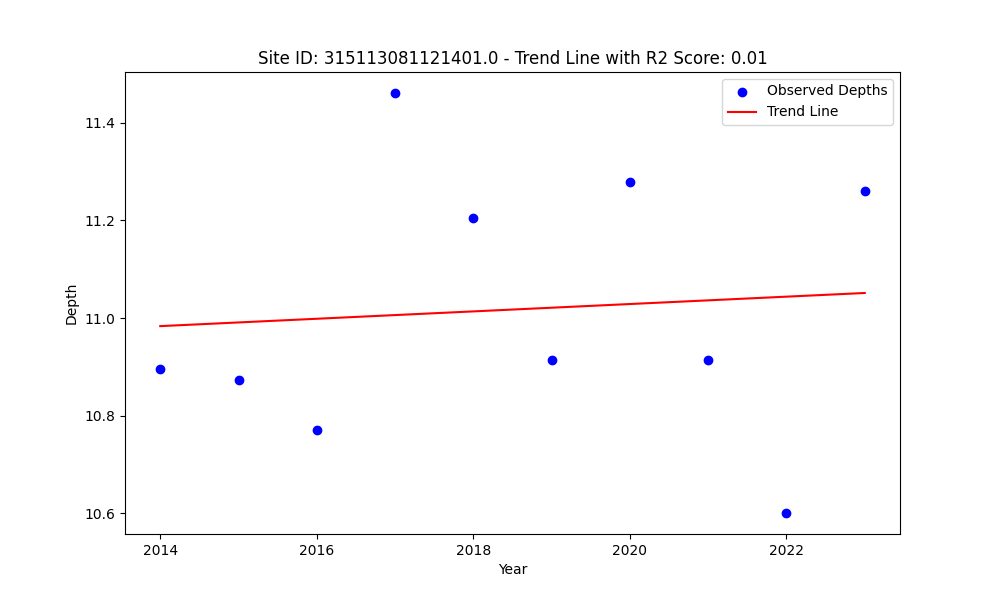 Site ID: 315113081121401.0 - Trend Line with R2 Score: 0.01
Observed Depths
Trend Line
11.4
11.2
11.0
10.8
10.6
Depth
2014
2016
2018
2020
2022
Year